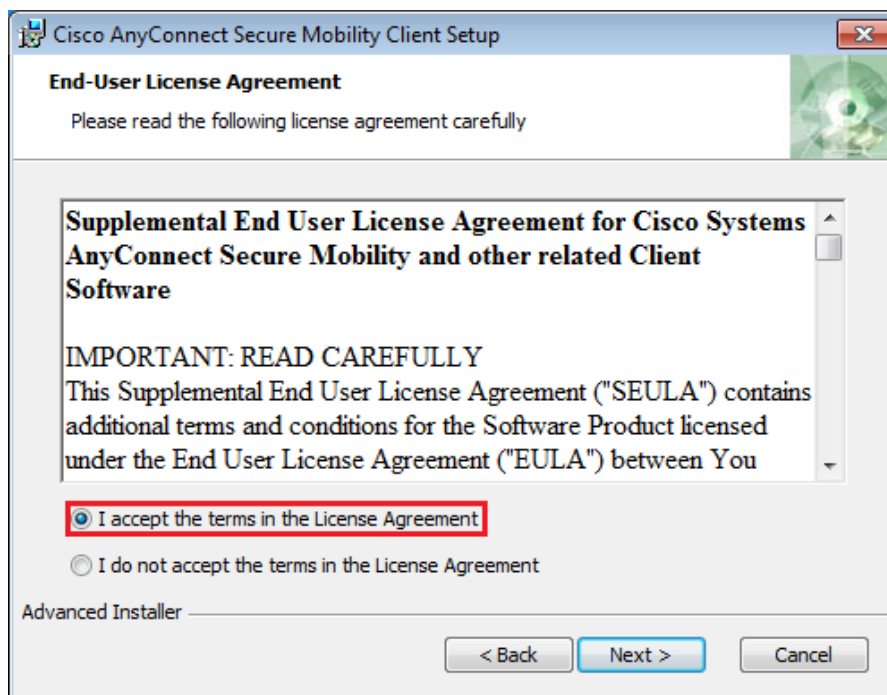 Cisco AnyConnect Secure Mobility Client Setup
End-User License Agreement
Please read the following license agreement carefully
Supplemental End User License Agreement for Cisco Systems
AnyConnect Secure Mobility and other related Client
Software
IMPORTANT: READ CAREFULLY
This Supplemental End User License Agreement ("SEULA") contains
additional terms and conditions for the Software Product licensed
under the End User License Agreement ("EULA") between You
I accept the terms in the License Agreement
I do not accept the terms in the License Agreement
Advanced Installer
< Back Next > Cancel